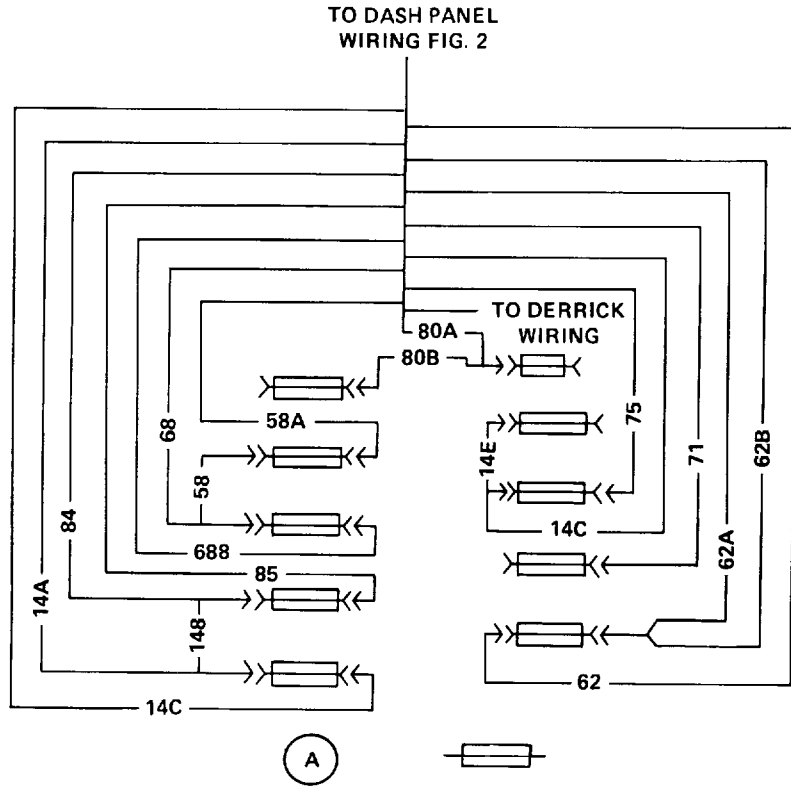 TO DASH PANEL
WIRING FIG. 2
TO DERRICK
WIRING
80A
80B
58A
68
58
688
84
85
14A
148
14C
75
14E
14C
71
62B
62A
62
A